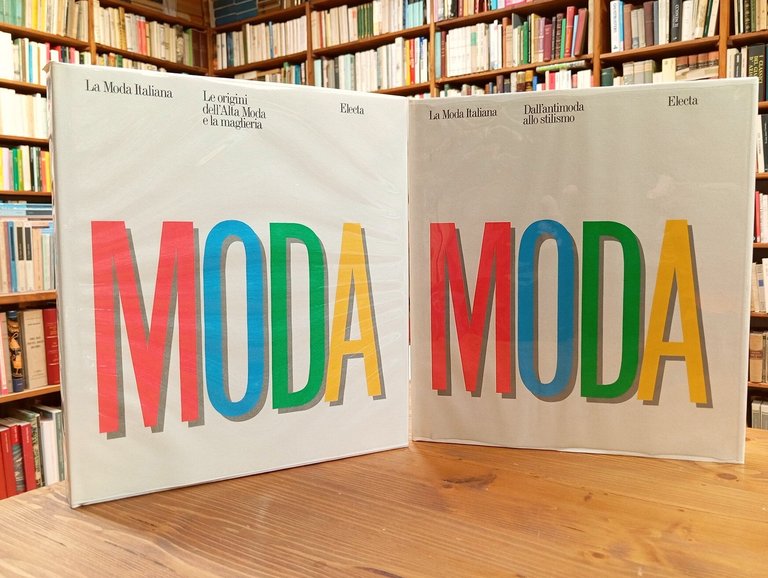 La Moda Italiana
Le origini
dell'Alta Moda
e la maglieria
Electa
MODA
La Moda Italiana
Dall'antimoda
allo stilismo
Electa
MODA